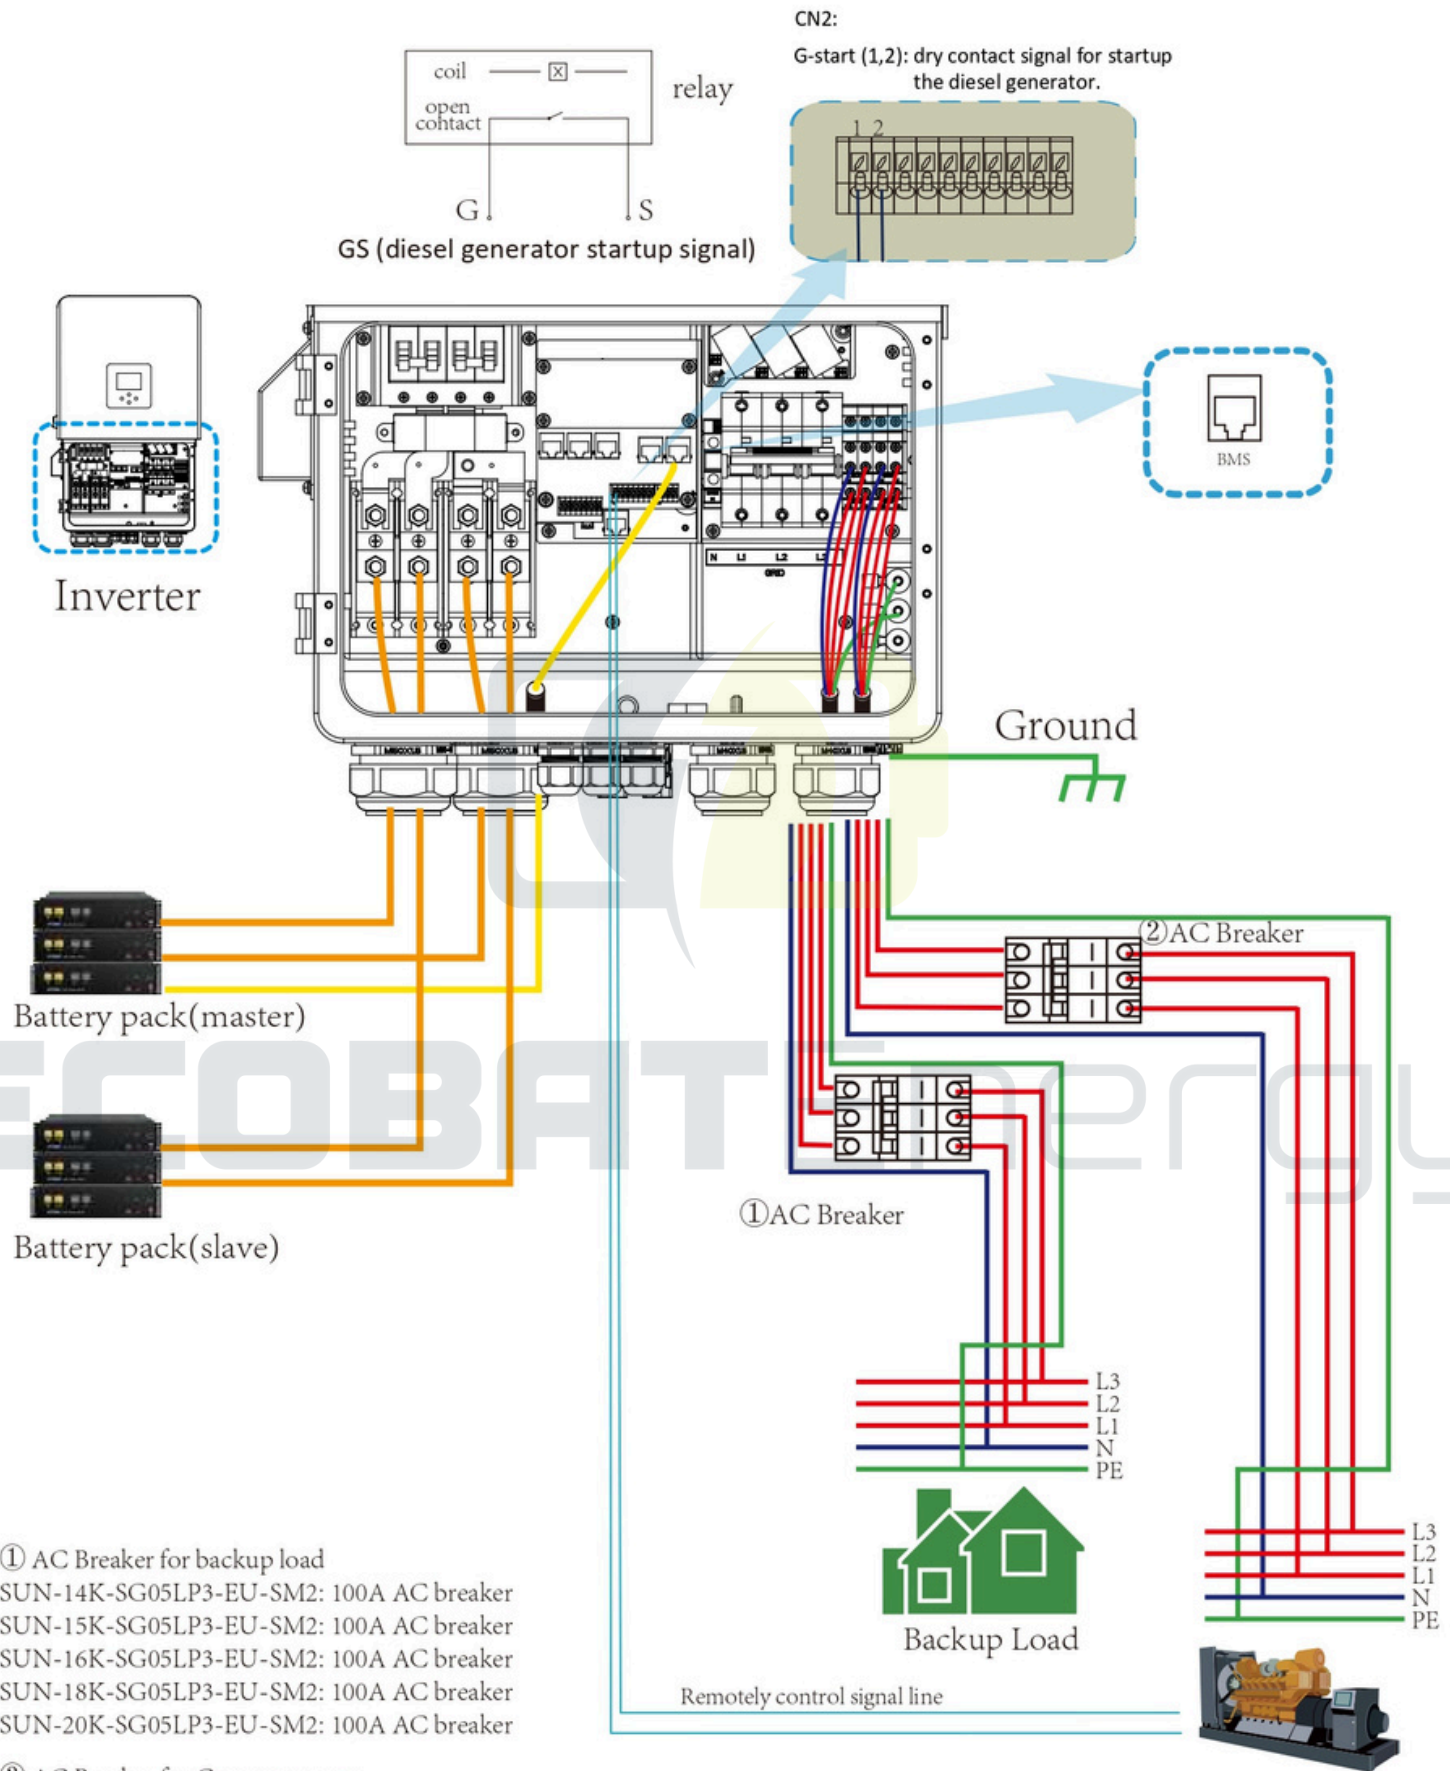 CN2:
G-start (1,2): dry contact signal for startup
the diesel generator.
coil
relay
open
contact
1 2
G S
GS (diesel generator startup signal)
BMS
Inverter
N L1 L2 L3
GRID
Ground
②AC Breaker
Battery pack(master)
ECOBATEnergy
①AC Breaker
Battery pack(slave)
L3
L2
L1
N
PE
L3
L2
L1
N
PE
Backup Load
Remotely control signal line
① AC Breaker for backup load
SUN-14K-SG05LP3-EU-SM2: 100A AC breaker
SUN-15K-SG05LP3-EU-SM2: 100A AC breaker
SUN-16K-SG05LP3-EU-SM2: 100A AC breaker
SUN-18K-SG05LP3-EU-SM2: 100A AC breaker
SUN-20K-SG05LP3-EU-SM2: 100A AC breaker